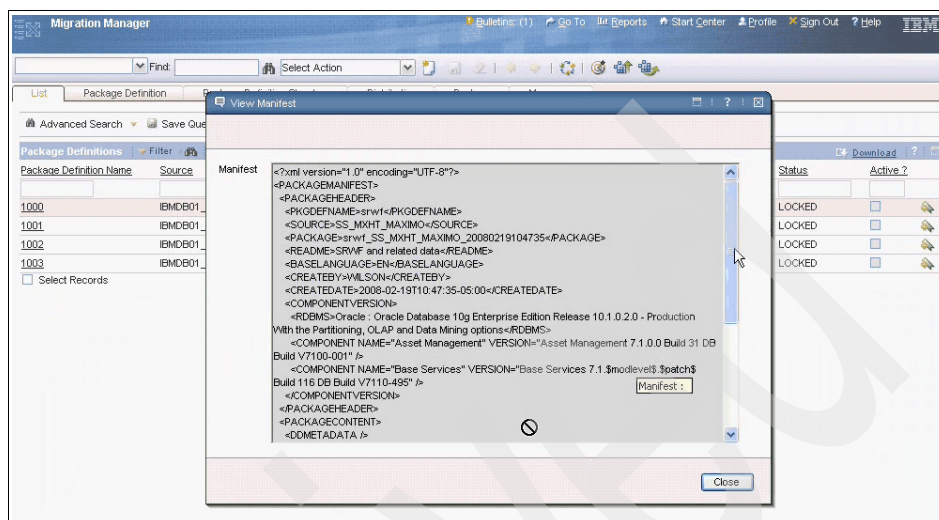 Migration Manager
Bulletins: (1) Go To Reports Start Center Profile Sign Out ? Help IBM
Find: Select Action
List Package Definition
View Manifest ?
Advanced Search Save Que
Package Definitions Filter Download ?
Package Definition Name Source Status Active ?
1000 IBMDB01_ LOCKED
1001 IBMDB01_ LOCKED
1002 IBMDB01_ LOCKED
1003 IBMDB01_ LOCKED
Select Records
Manifest
<?xml version="1.0" encoding="UTF-8"?>
<PACKAGEMANIFEST>
<PACKAGEHEADER>
<PKGDEFNAME>srwf</PKGDEFNAME>
<SOURCE>SS_MXHT_MAXIMO</SOURCE>
<PACKAGE>srwf_SS_MXHT_MAXIMO_20080219104735</PACKAGE>
<README>SRWF and related data</README>
<BASELANGUAGE>EN</BASELANGUAGE>
<CREATEBY>WILSON</CREATEBY>
<CREATEDATE>2008-02-19T10:47:35-05:00</CREATEDATE>
<COMPONENTVERSION>
<RDBMS>Oracle : Oracle Database 10g Enterprise Edition Release 10.1.0.2.0 - Production
With the Partitioning, OLAP and Data Mining options</RDBMS>
<COMPONENT NAME="Asset Management" VERSION="Asset Management 7.1.0.0 Build 31 DB
Build V7100-001" />
<COMPONENT NAME="Base Services" VERSION="Base Services 7.1.$modlevel$.$patch$
Build 116 DB Build V7110-495" />
Manifest :
</COMPONENTVERSION>
</PACKAGEHEADER>
<PACKAGECONTENT>
<DDMETADATA />
Close